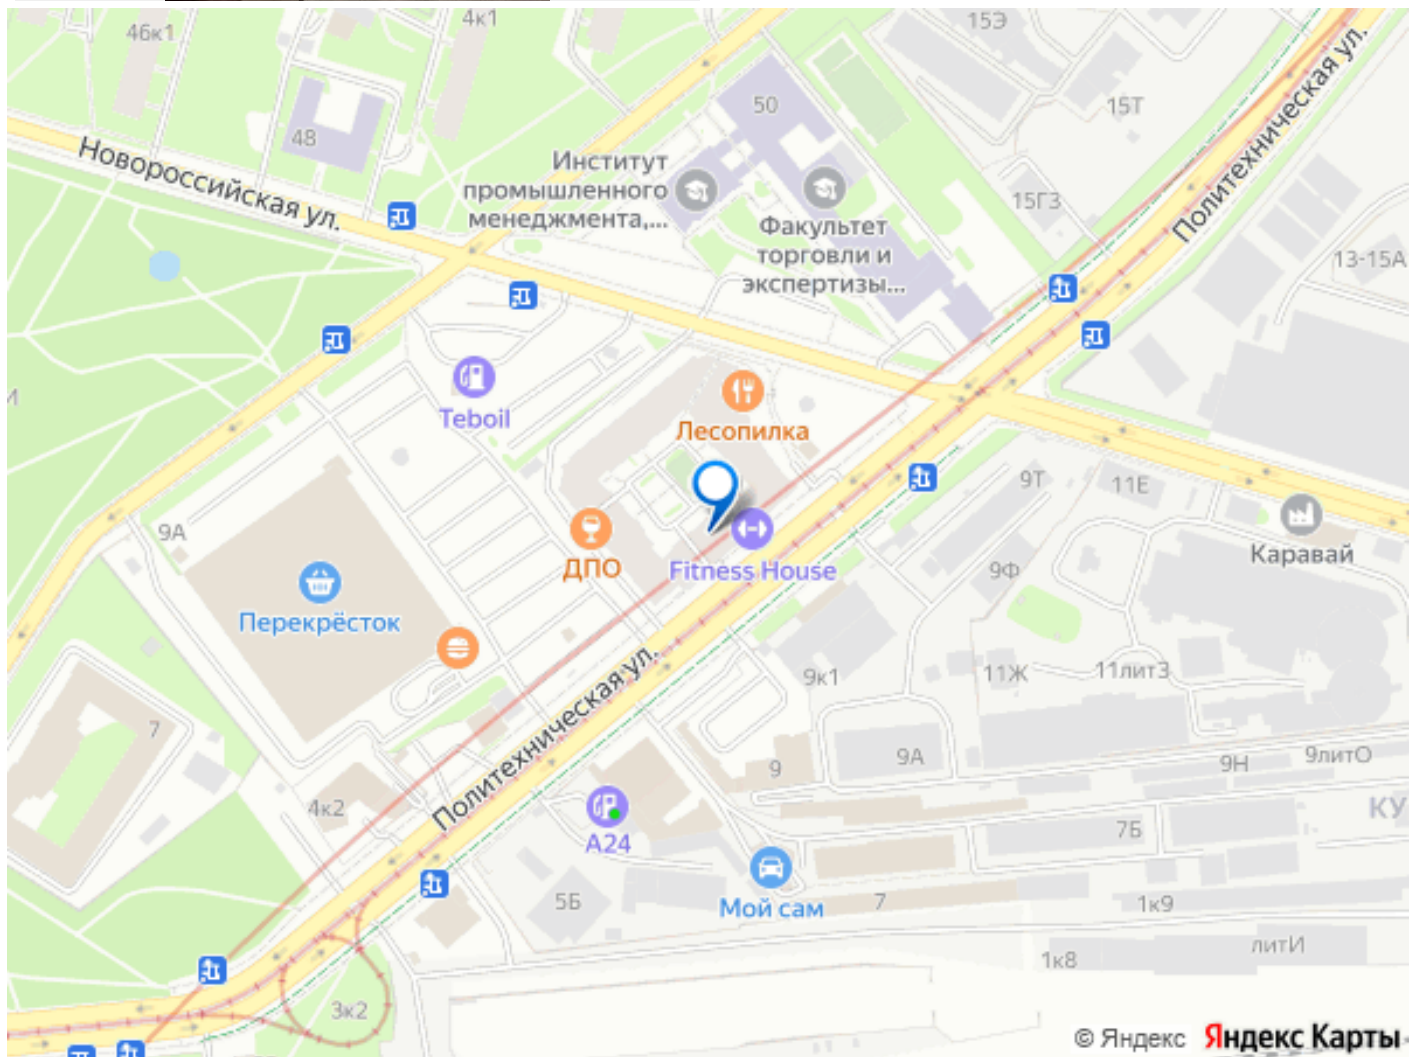 46к1
4к1
15Э
48
50
15Т
Новороссийская ул.
Институт
промышленного
менеджмента,...
Факультет
торговли и
экспертизы...
15Г3
Политехническая ул.
13-15А
Teboil
Лесопилка
9А
ДПО
Fitness House
9Т
11Е
Каравай
9Ф
Перекрёсток
9к1
11Ж
11лит3
7
Политехническая ул.
9
9А
9Н
9литО
4к2
А24
7Б
КУ
5Б
Мой сам
7
1к9
1к8
литИ
3к2
© Яндекс Яндекс Карты